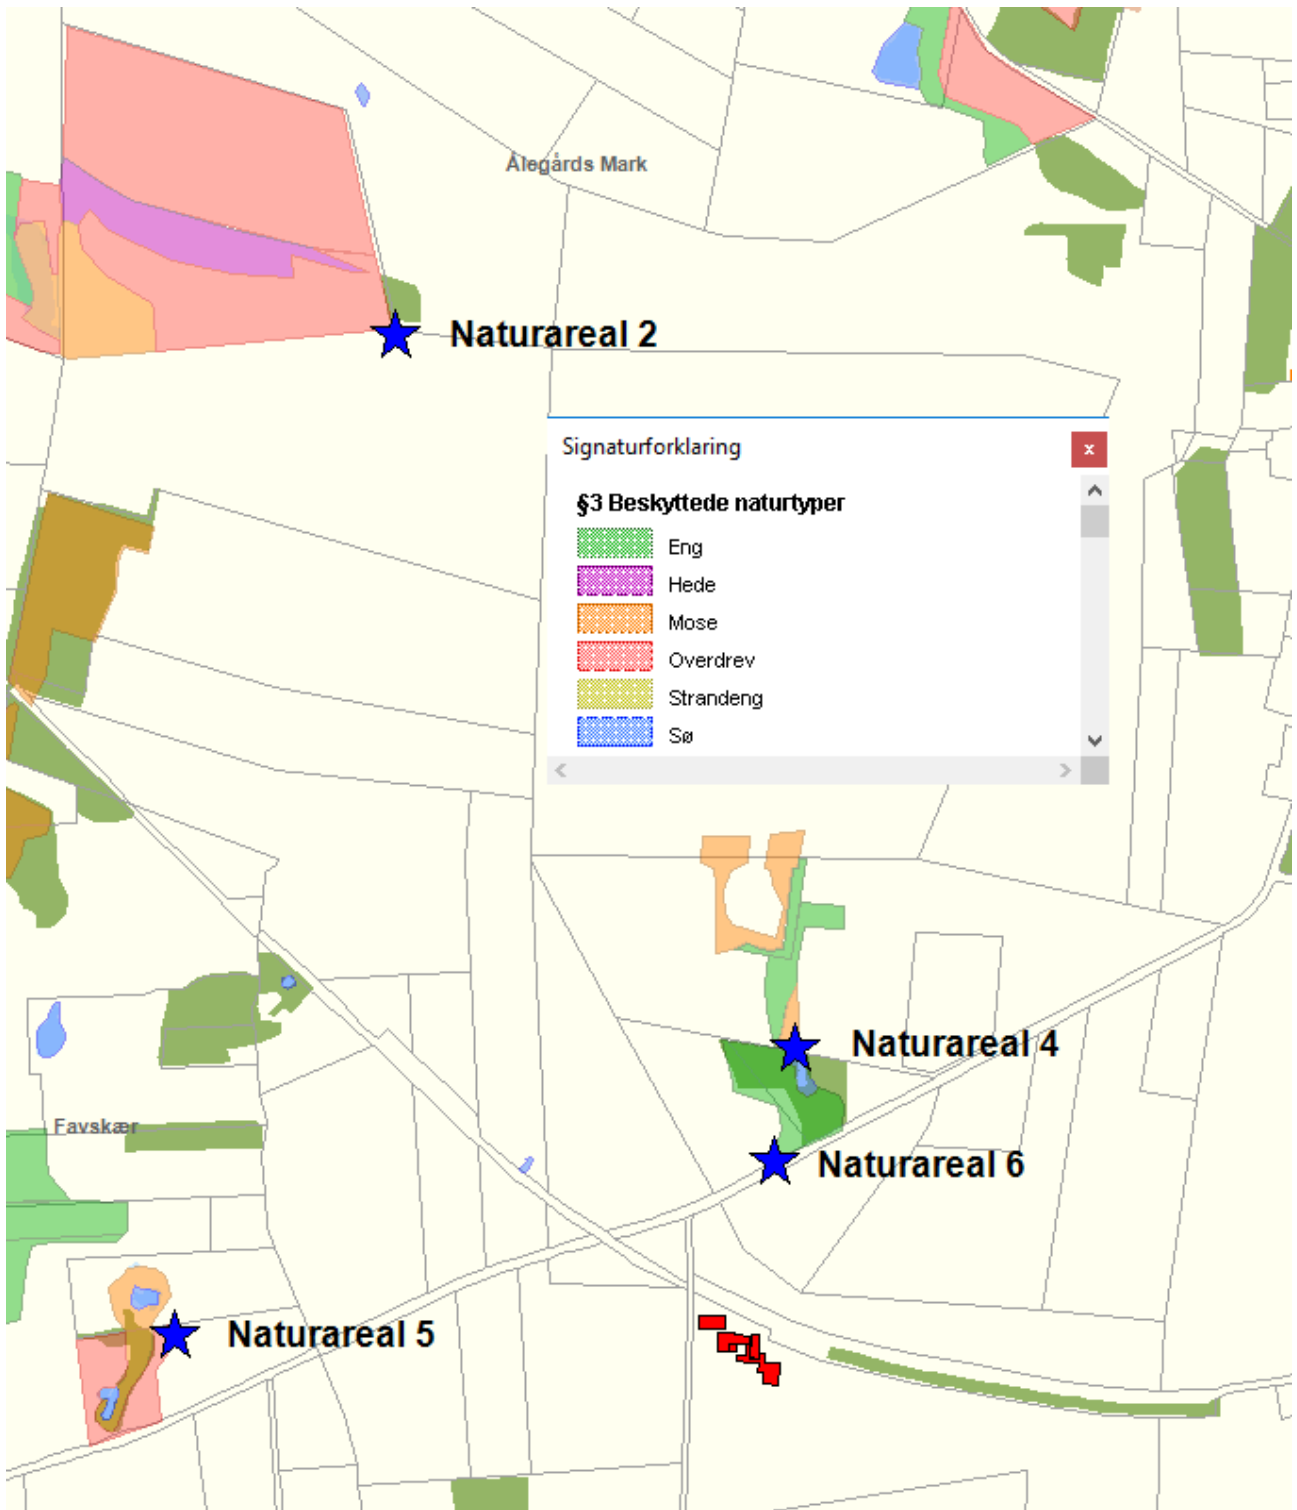 Ålegårds Mark
Naturareal 2
Signaturforklaring
x
§3 Beskyttede naturtyper
Eng
Hede
Mose
Overdrev
Strandeng
Sø
Naturareal 4
Favskær
Naturareal 6
Naturareal 5